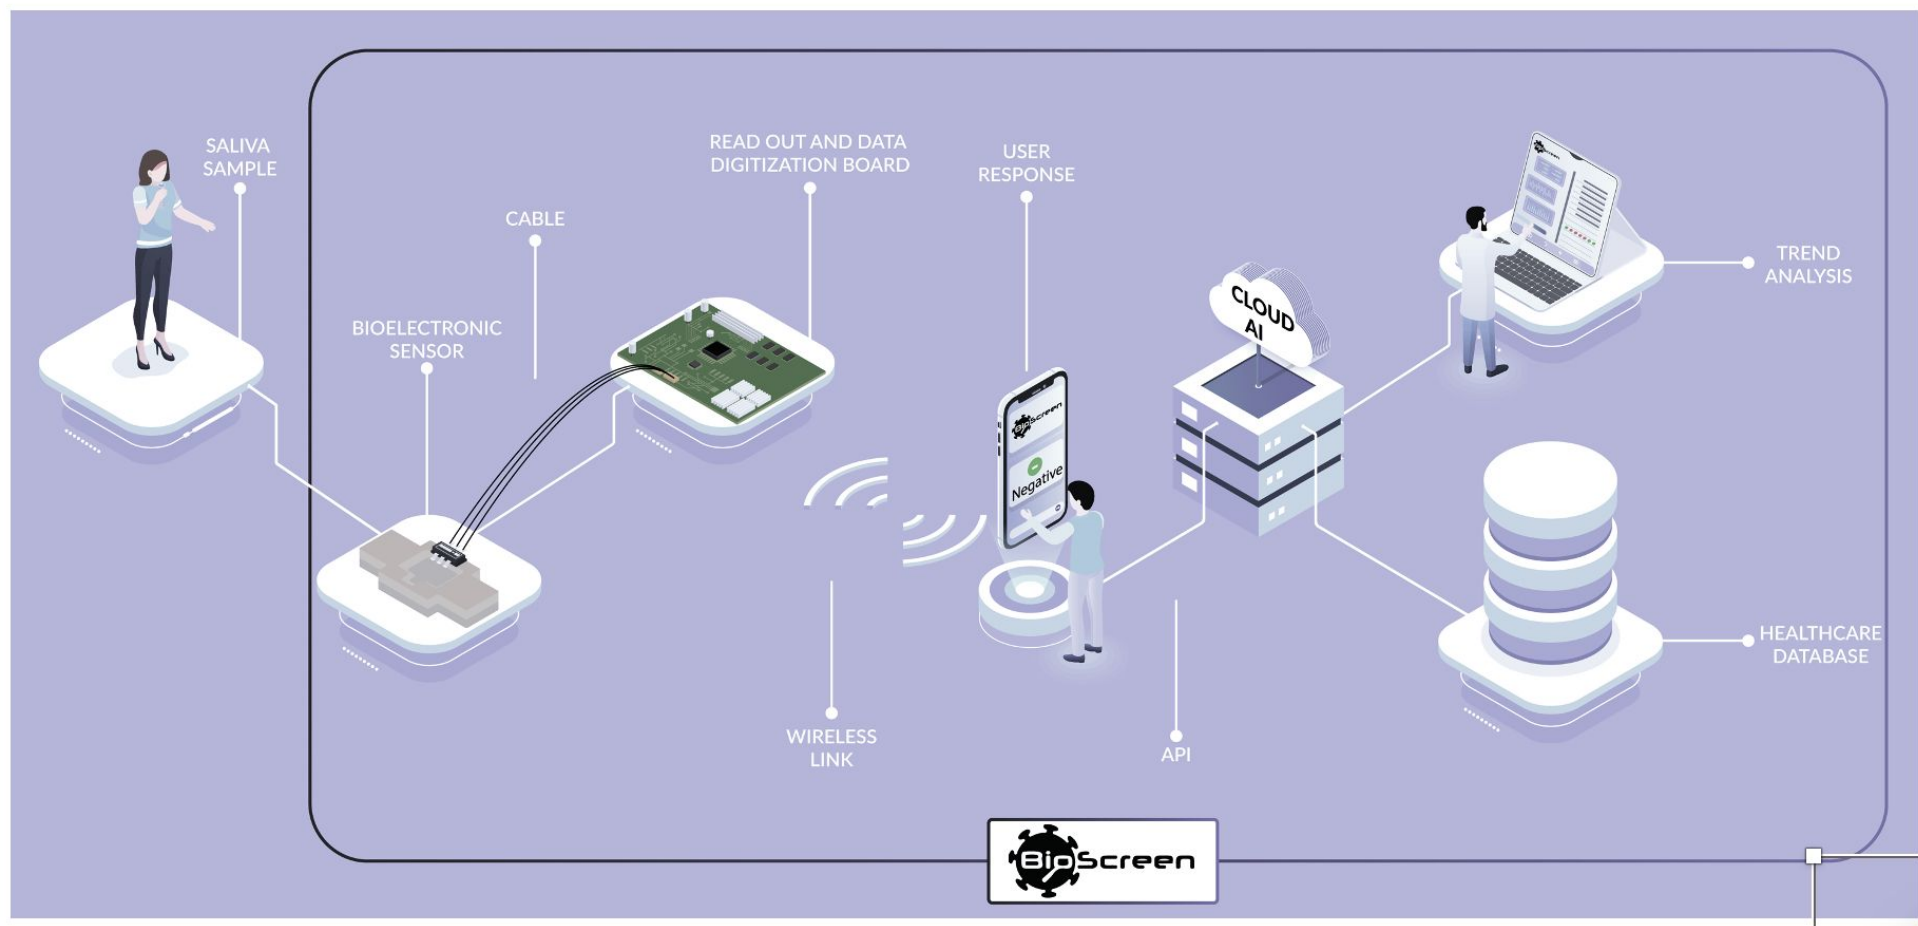 SALIVA
SAMPLE
BIOELECTRONIC
SENSOR
CABLE
READ OUT AND DATA
DIGITIZATION BOARD
WIRELESS
LINK
USER
RESPONSE
BioScreen
Negative
API
CLOUD
AI
TREND
ANALYSIS
HEALTHCARE
DATABASE
BioScreen